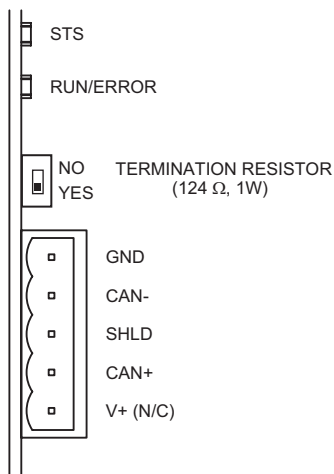 STS
RUN/ERROR
NO
YES
TERMINATION RESISTOR
(124 Ω, 1W)
GND
CAN-
SHLD
CAN+
V+ (N/C)